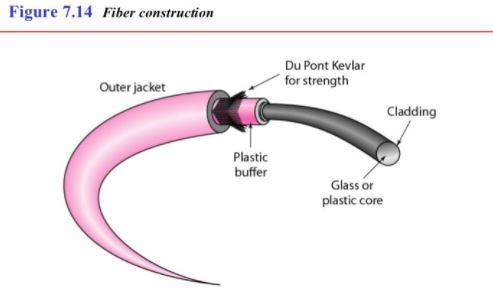 Figure 7.14 Fiber construction
Du Pont Kevlar
for strength
Outer jacket
Cladding
Plastic
buffer
Glass or
plastic core